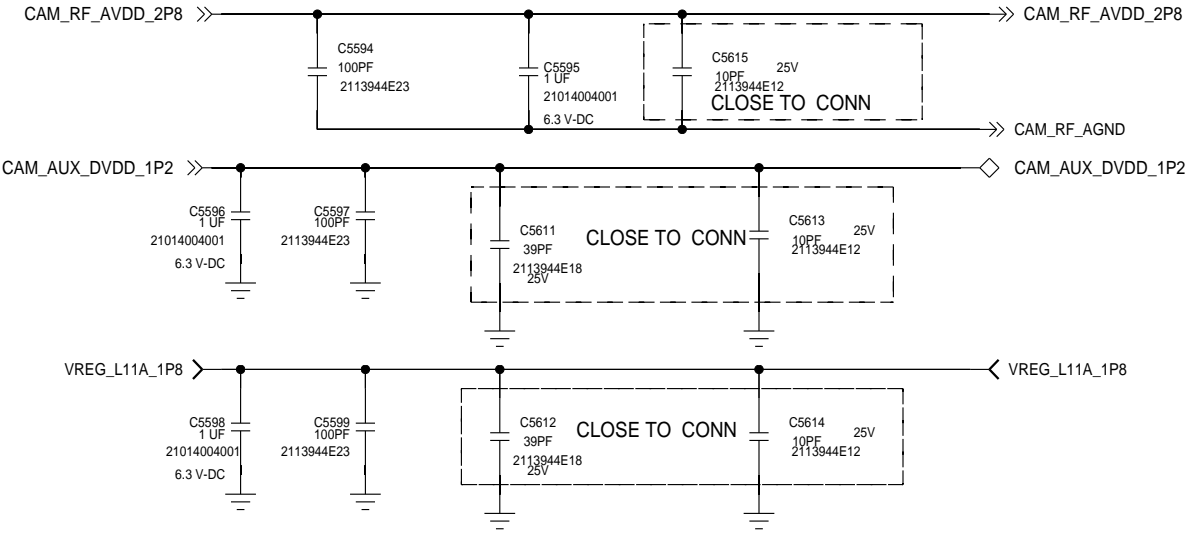 CAM_RF_AVDD_2P8
CAM_RF_AVDD_2P8
C5594
100PF
2113944E23
C5595
1 UF
21014004001
6.3 V-DC
C5615
10PF 25V
2113944E12
CLOSE TO CONN
CAM_RF_AGND
CAM_AUX_DVDD_1P2
CAM_AUX_DVDD_1P2
C5596
1 UF
21014004001
6.3 V-DC
C5597
100PF
2113944E23
C5611
39PF
2113944E18
25V
CLOSE TO CONN
C5613
10PF 25V
2113944E12
VREG_L11A_1P8
VREG_L11A_1P8
C5598
1 UF
21014004001
6.3 V-DC
C5599
100PF
2113944E23
C5612
39PF
2113944E18
25V
CLOSE TO CONN
C5614
10PF 25V
2113944E12